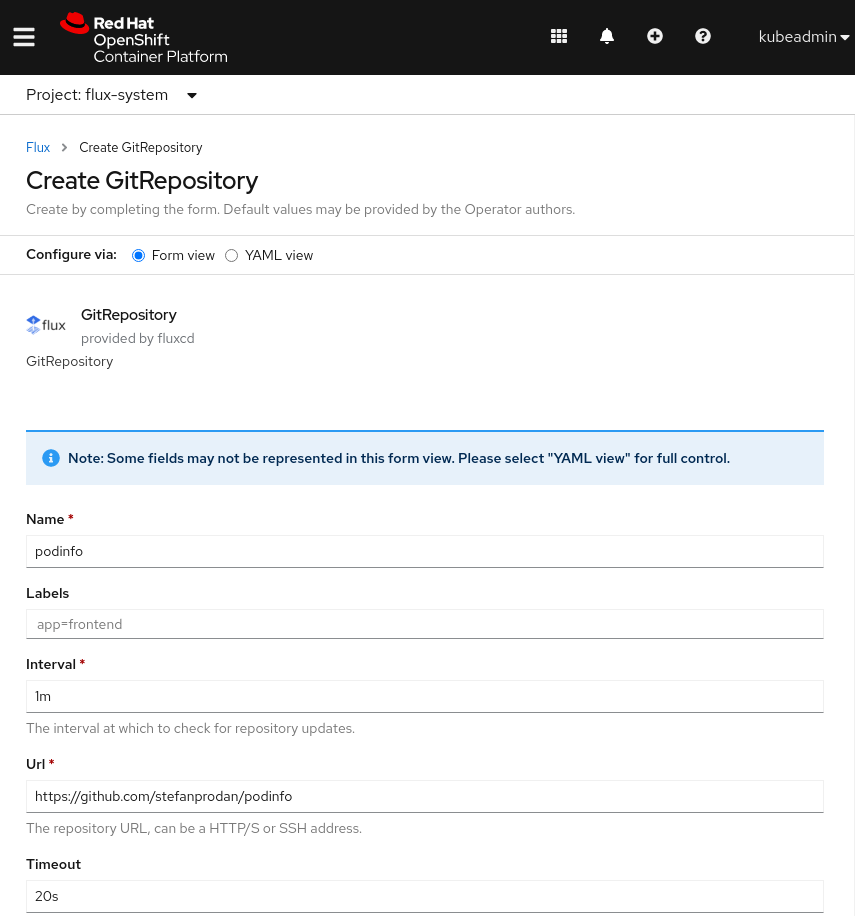 Red Hat
OpenShift
Container Platform
kubeadmin
Project: flux-system
Flux > Create GitRepository
Create GitRepository
Create by completing the form. Default values may be provided by the Operator authors.
Configure via: Form view YAML view
flux
GitRepository
provided by fluxcd
GitRepository
Note: Some fields may not be represented in this form view. Please select "YAML view" for full control.
Name *
podinfo
Labels
app=frontend
Interval *
1m
The interval at which to check for repository updates.
Url *
https://github.com/stefanprodan/podinfo
The repository URL, can be a HTTP/S or SSH address.
Timeout
20s